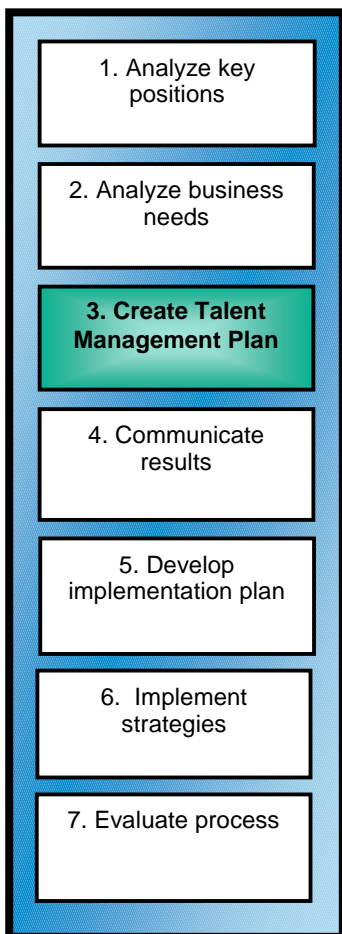 1. Analyze key
positions
2. Analyze business
needs
3. Create Talent
Management Plan
4. Communicate
results
5. Develop
implementation plan
6. Implement
strategies
7. Evaluate process